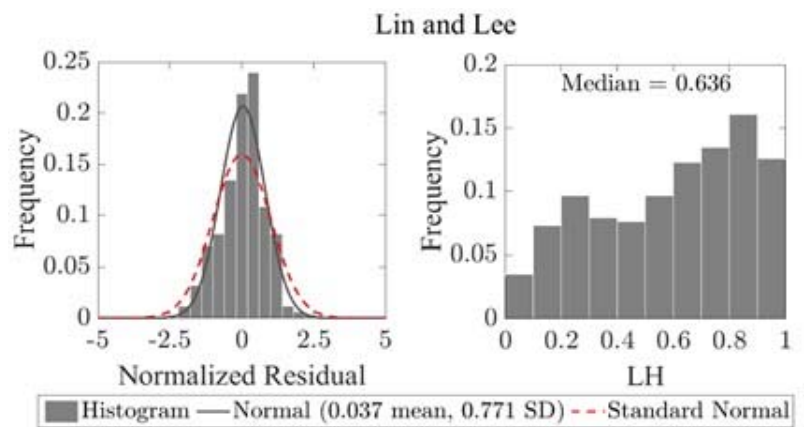 Lin and Lee
0.25
0.2
0.15
0.1
0.05
0
Frequency
-5 -2.5 0 2.5 5
Normalized Residual
Median = 0.636
0.2
0.15
0.1
0.05
0
Frequency
0 0.2 0.4 0.6 0.8 1
LH
Histogram Normal (0.037 mean, 0.771 SD) Standard Normal